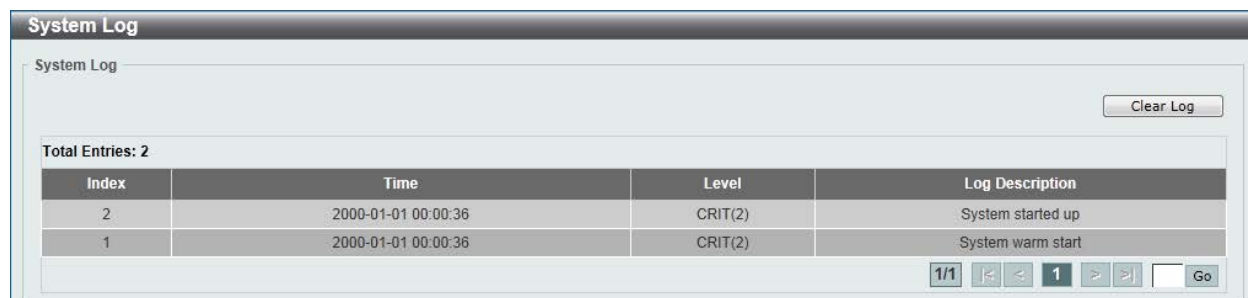 System Log
System Log
Clear Log
Total Entries: 2
Index Time Level Log Description
2 2000-01-01 00:00:36 CRIT(2) System started up
1 2000-01-01 00:00:36 CRIT(2) System warm start
1/1 |< < 1 > >| Go